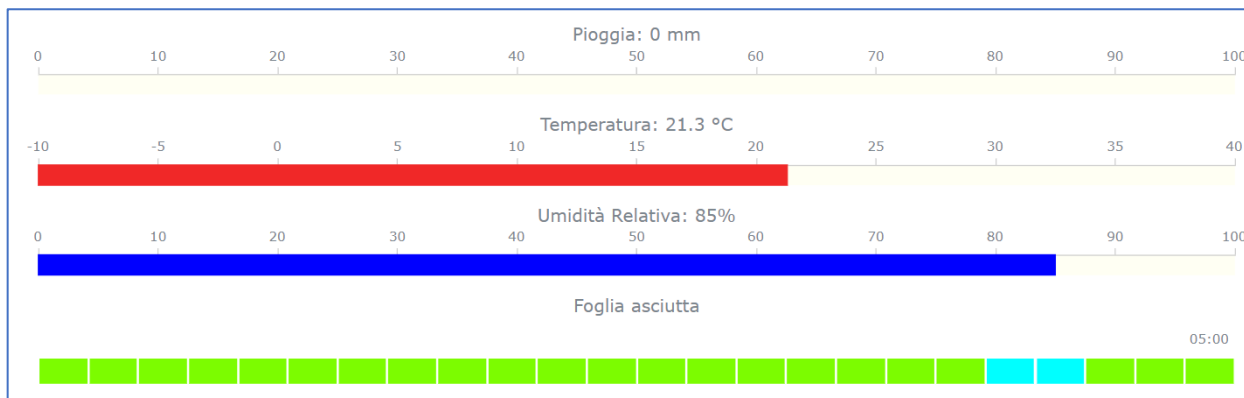 Pioggia: 0 mm
0 10 20 30 40 50 60 70 80 90 100
Temperatura: 21.3 °C
-10 -5 0 5 10 15 20 25 30 35 40
Umidità Relativa: 85%
0 10 20 30 40 50 60 70 80 90 100
Foglia asciutta
05:00